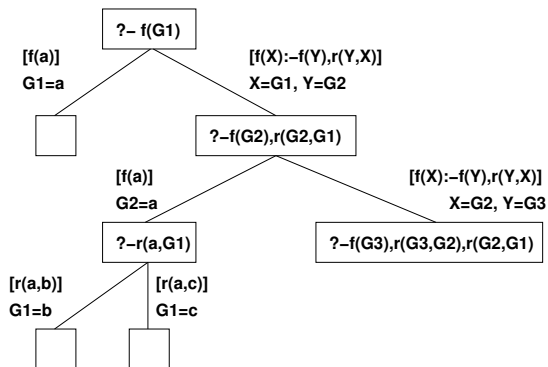 ?– f(G1)
[f(a)]
G1=a
[f(X):–f(Y),r(Y,X)]
X=G1, Y=G2
?–f(G2),r(G2,G1)
[f(a)]
G2=a
[f(X):–f(Y),r(Y,X)]
X=G2, Y=G3
?–r(a,G1)
?–f(G3),r(G3,G2),r(G2,G1)
[r(a,b)]
G1=b
[r(a,c)]
G1=c